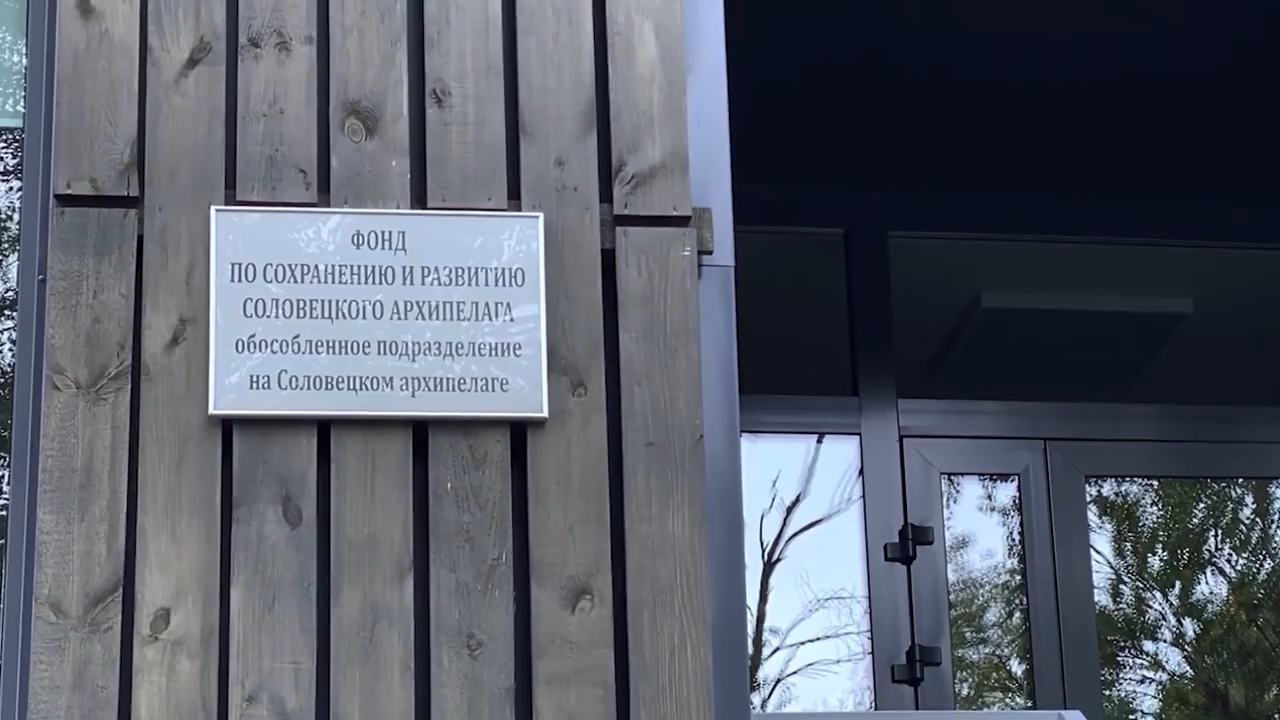 ФОНД
ПО СОХРАНЕНИЮ И РАЗВИТИЮ
СОЛОВЕЦКОГО АРХИПЕЛАГА
обособленное подразделение
на Соловецком архипелаге